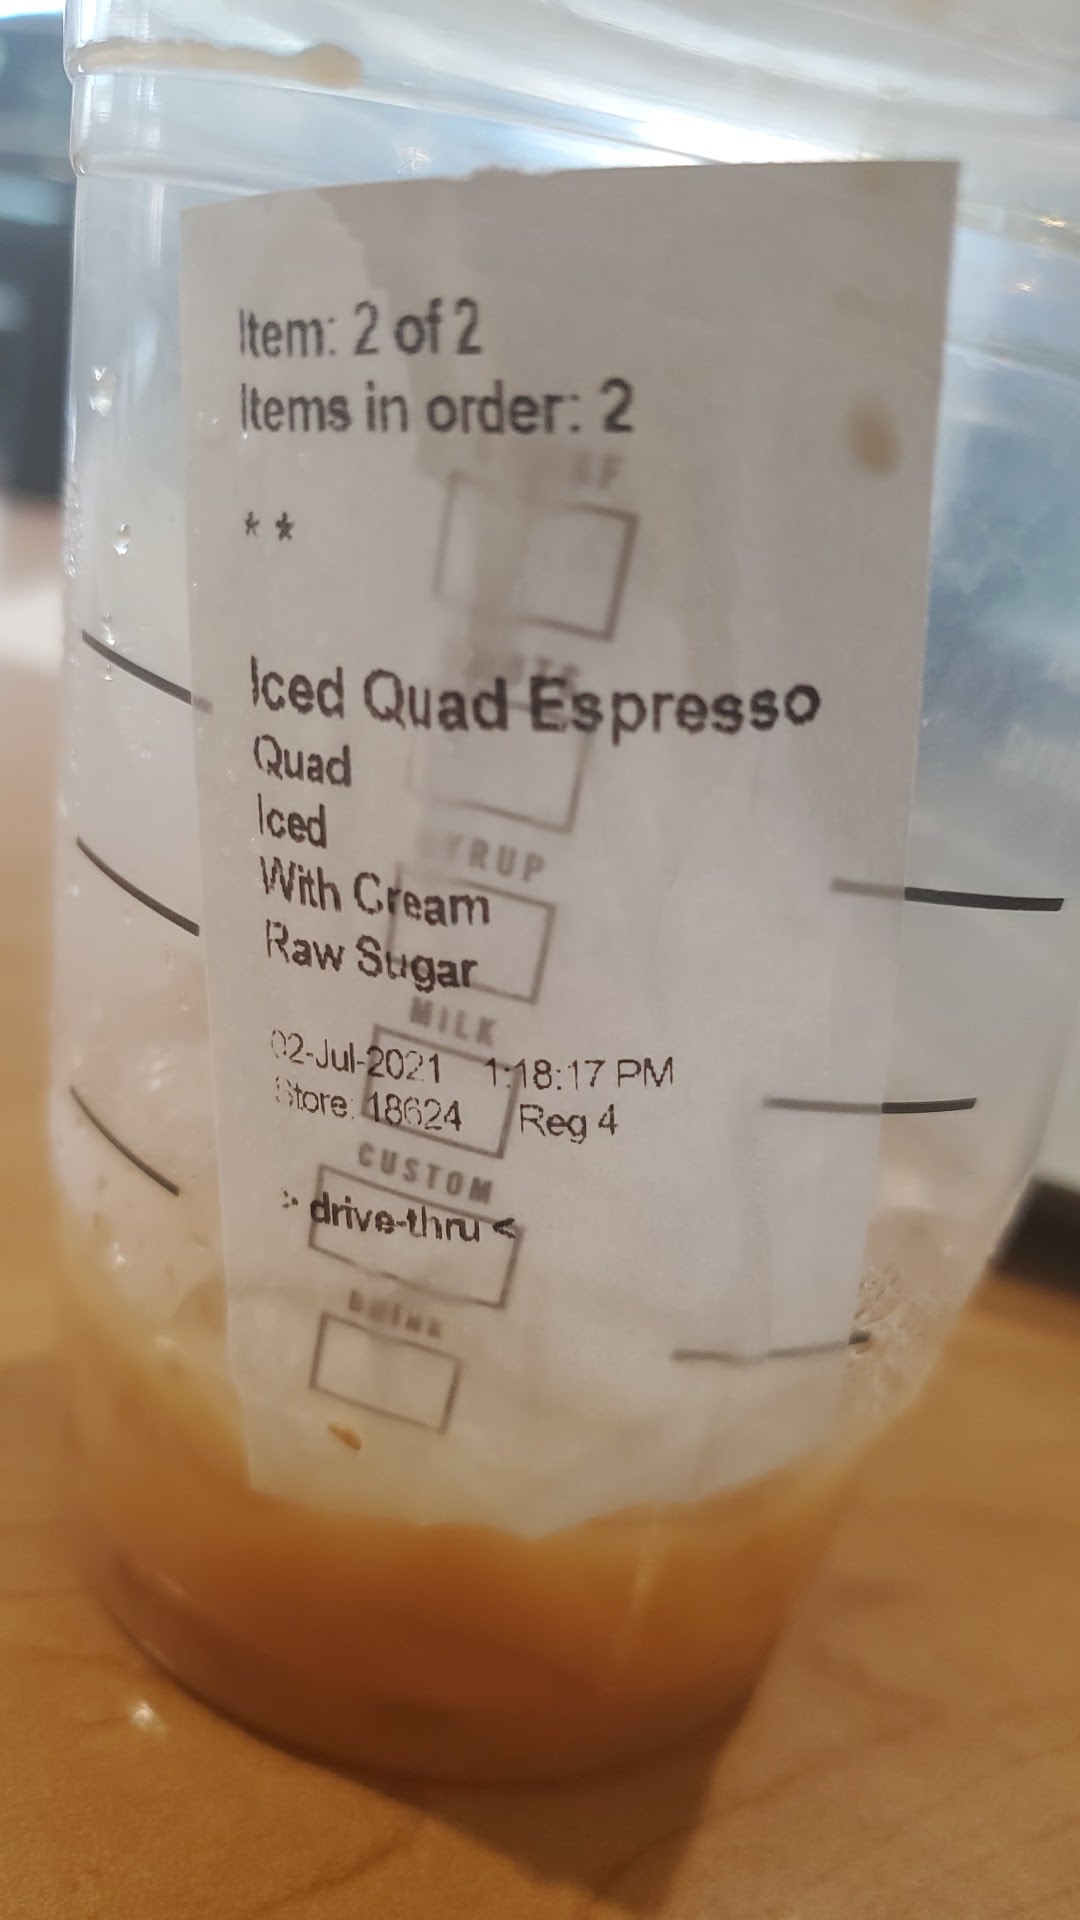 Item: 2 of 2
Items in order: 2
* *
Iced Quad Espresso
Quad
Iced
With Cream
Raw Sugar
MILK
02-Jul-2021 1:18:17 PM
Store: 18624 Reg 4
CUSTOM
> drive-thru <